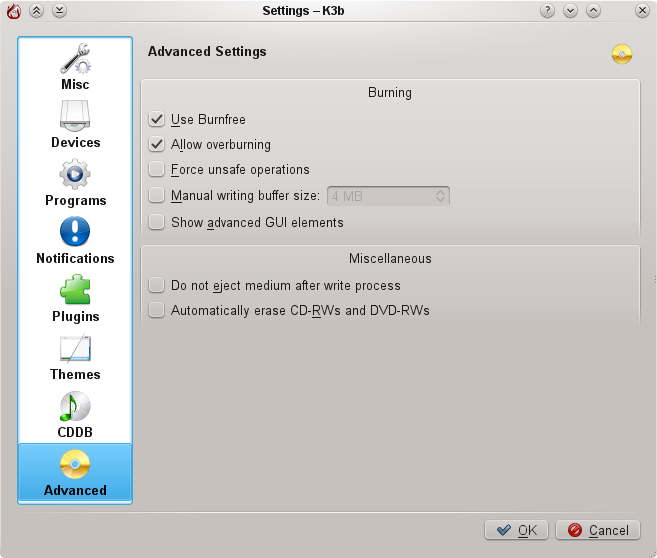 Settings – K3b
Misc
Devices
Programs
Notifications
Plugins
Themes
CDDB
Advanced
Advanced Settings
Burning
Use Burnfree
Allow overburning
Force unsafe operations
Manual writing buffer size: 4 MB
Show advanced GUI elements
Miscellaneous
Do not eject medium after write process
Automatically erase CD-RWs and DVD-RWs
OK Cancel